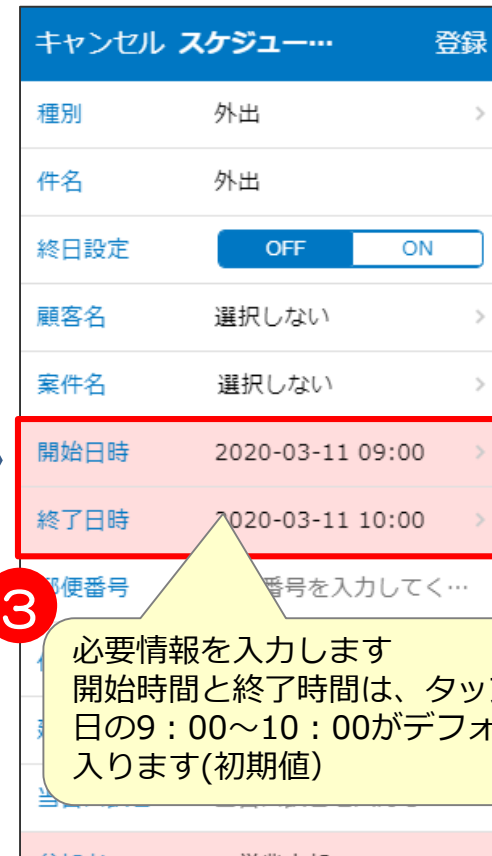 キャンセル スケジュー… 登録
種別 外出
件名 外出
終日設定 OFF ON
顧客名 選択しない
案件名 選択しない
開始日時 2020-03-11 09:00
終了日時 2020-03-11 10:00
便番号 番号を入力してく…
3
必要情報を入力します
開始時間と終了時間は、タッ
日の9：00～10：00がデフォ
入ります(初期値）